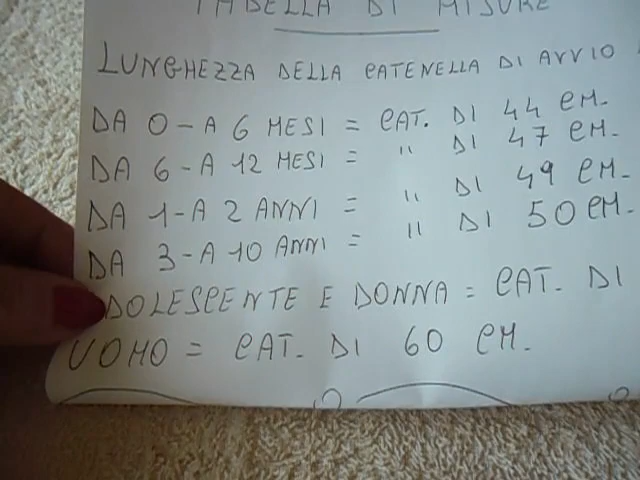 TABELLA DI MISURE
LUNGHEZZA DELLA CATENELLA DI AVVIO
DA 0-A 6 MESI = CAT. DI 44 CM.
DA 6-A 12 MESI = " DI 47 CM.
DA 1-A 2 ANNI = " DI 49 CM.
DA 3-A 10 ANNI = " DI 50 CM.
DOLESCENTE E DONNA = CAT. DI
UOMO = CAT. DI 60 CM.